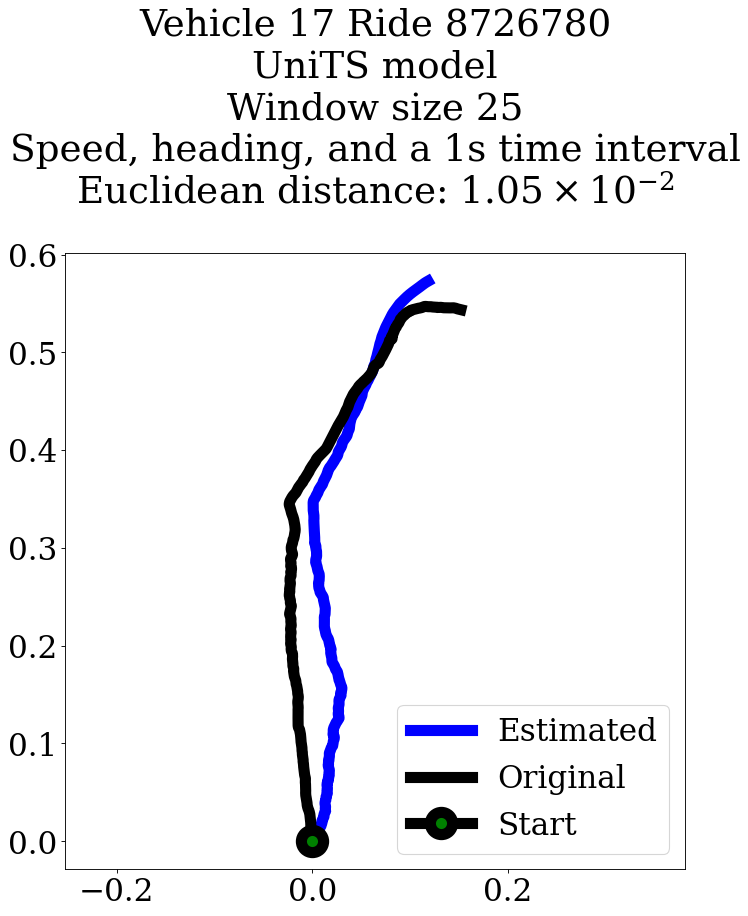 Vehicle 17 Ride 8726780
UniTS model
Window size 25
Speed, heading, and a 1s time interval
Euclidean distance: 1.05 × 10⁻²
0.6
0.5
0.4
0.3
0.2
0.1
0.0
−0.2 0.0 0.2
Estimated
Original
Start